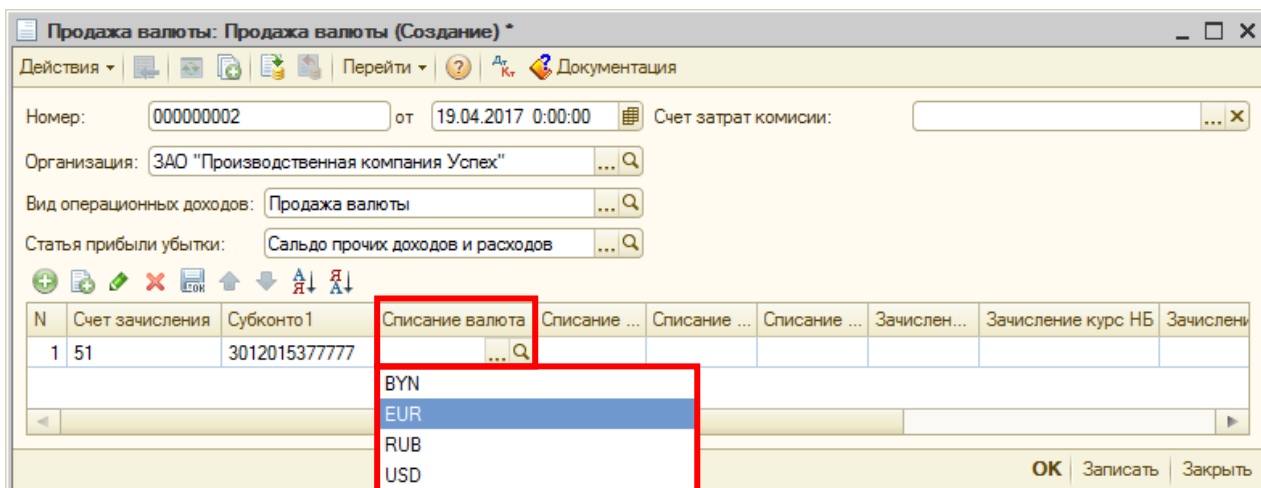 Продажа валюты: Продажа валюты (Создание) *
Действия Перейти Дт Кт Документация
Номер: 000000002 от 19.04.2017 0:00:00 Счет затрат комисии: ...
Организация: ЗАО "Производственная компания Успех" ...
Вид операционных доходов: Продажа валюты ...
Статья прибыли убытки: Сальдо прочих доходов и расходов ...
N Счет зачисления Субконто1 Списание валюта Списание ... Списание ... Списание ... Зачислен... Зачисление курс НБ Зачислени
1 51 3012015377777 ...
BYN
EUR
RUB
USD
OK Записать Закрыть